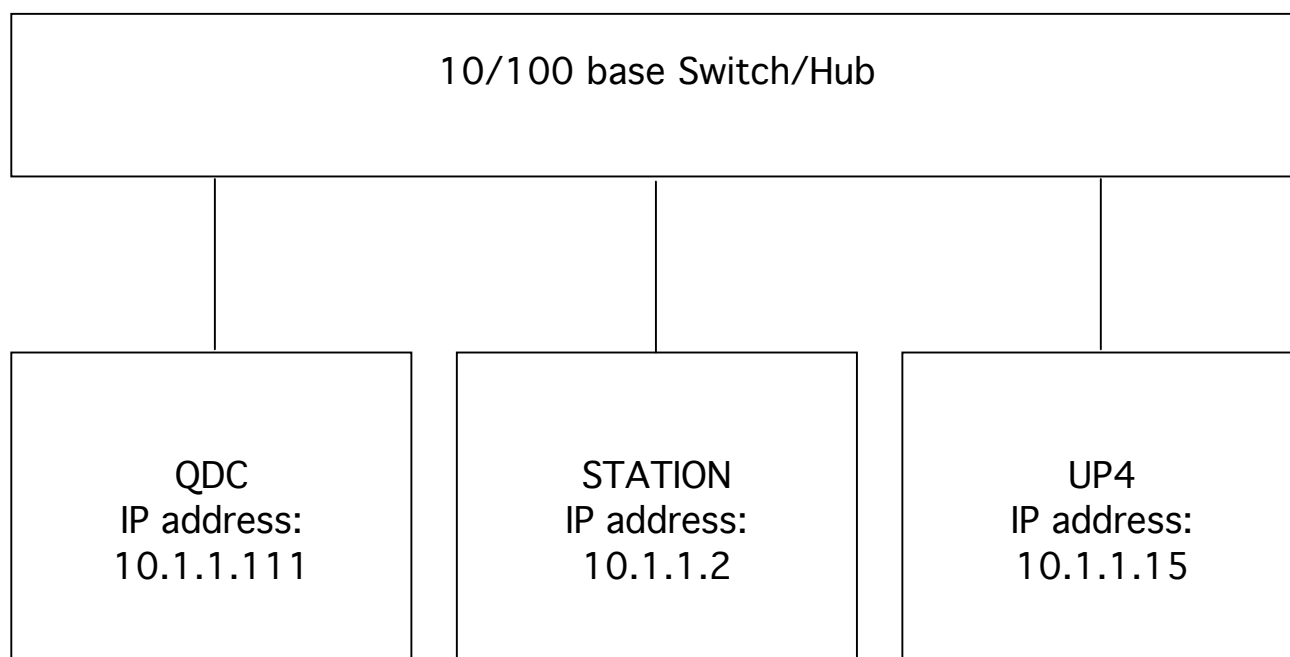 10/100 base Switch/Hub
QDC
IP address:
10.1.1.111
STATION
IP address:
10.1.1.2
UP4
IP address:
10.1.1.15